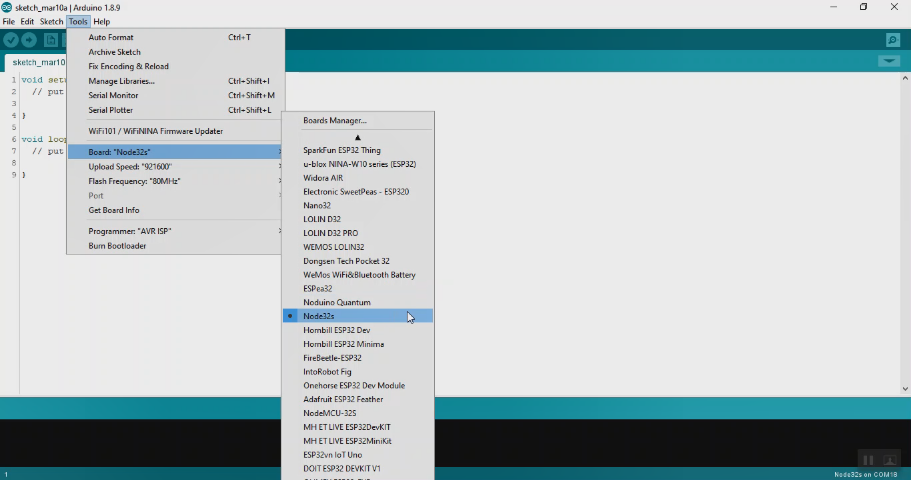 sketch_mar10a | Arduino 1.8.9
File Edit Sketch Tools Help
sketch_mar10
1 void set
2 // put
3
4 }
5
6 void loo
7 // put
8
9 }
Auto Format Ctrl+T
Archive Sketch
Fix Encoding & Reload
Manage Libraries... Ctrl+Shift+I
Serial Monitor Ctrl+Shift+M
Serial Plotter Ctrl+Shift+L
WiFi101 / WiFiNINA Firmware Updater
Board: "Node32s"
Upload Speed: "921600"
Flash Frequency: "80MHz"
Port
Get Board Info
Programmer: "AVR ISP"
Burn Bootloader
Boards Manager...
SparkFun ESP32 Thing
u-blox NINA-W10 series (ESP32)
Widora AIR
Electronic SweetPeas - ESP320
Nano32
LOLIN D32
LOLIN D32 PRO
WEMOS LOLIN32
Dongsen Tech Pocket 32
WeMos WiFi&Bluetooth Battery
ESPea32
Noduino Quantum
Node32s
Hornbill ESP32 Dev
Hornbill ESP32 Minima
FireBeetle-ESP32
IntoRobot Fig
Onehorse ESP32 Dev Module
Adafruit ESP32 Feather
NodeMCU-32S
MH ET LIVE ESP32DevKIT
MH ET LIVE ESP32MiniKit
ESP32vn IoT Uno
DOIT ESP32 DEVKIT V1
1
Node32s on COM18